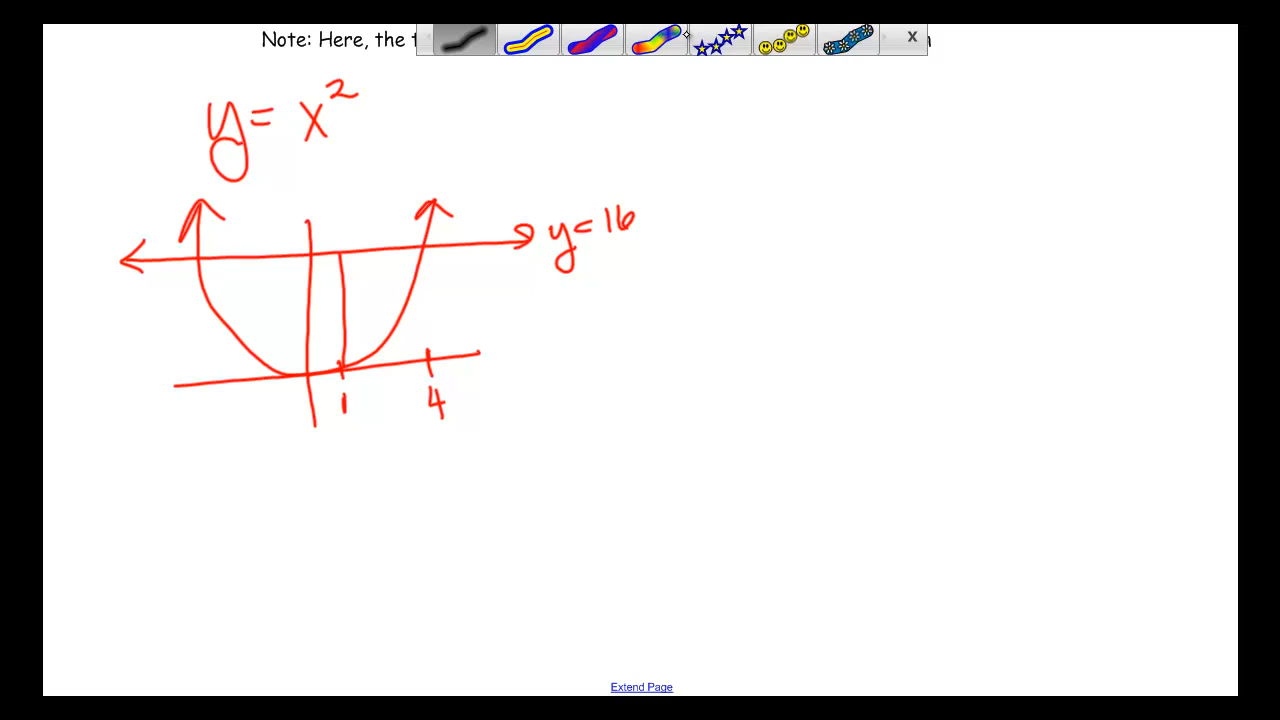 Note: Here, the
X
y = x²
y = 16
1
4
Extend Page